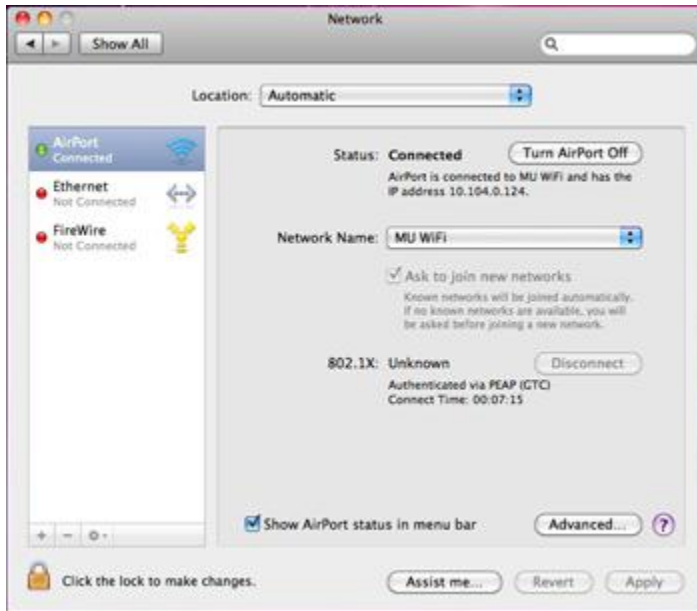 Network
Show All
Location: Automatic
AirPort
Connected
Ethernet
Not Connected
FireWire
Not Connected
Status: Connected Turn AirPort Off
AirPort is connected to MU WiFi and has the
IP address 10.104.0.124.
Network Name: MU WiFi
Ask to join new networks
Known networks will be joined automatically.
If no known networks are available, you will
be asked before joining a new network.
802.1X: Unknown Disconnect
Authenticated via PEAP (GTC)
Connect Time: 00:07:15
Show AirPort status in menu bar Advanced... ?
Click the lock to make changes. Assist me... Revert Apply